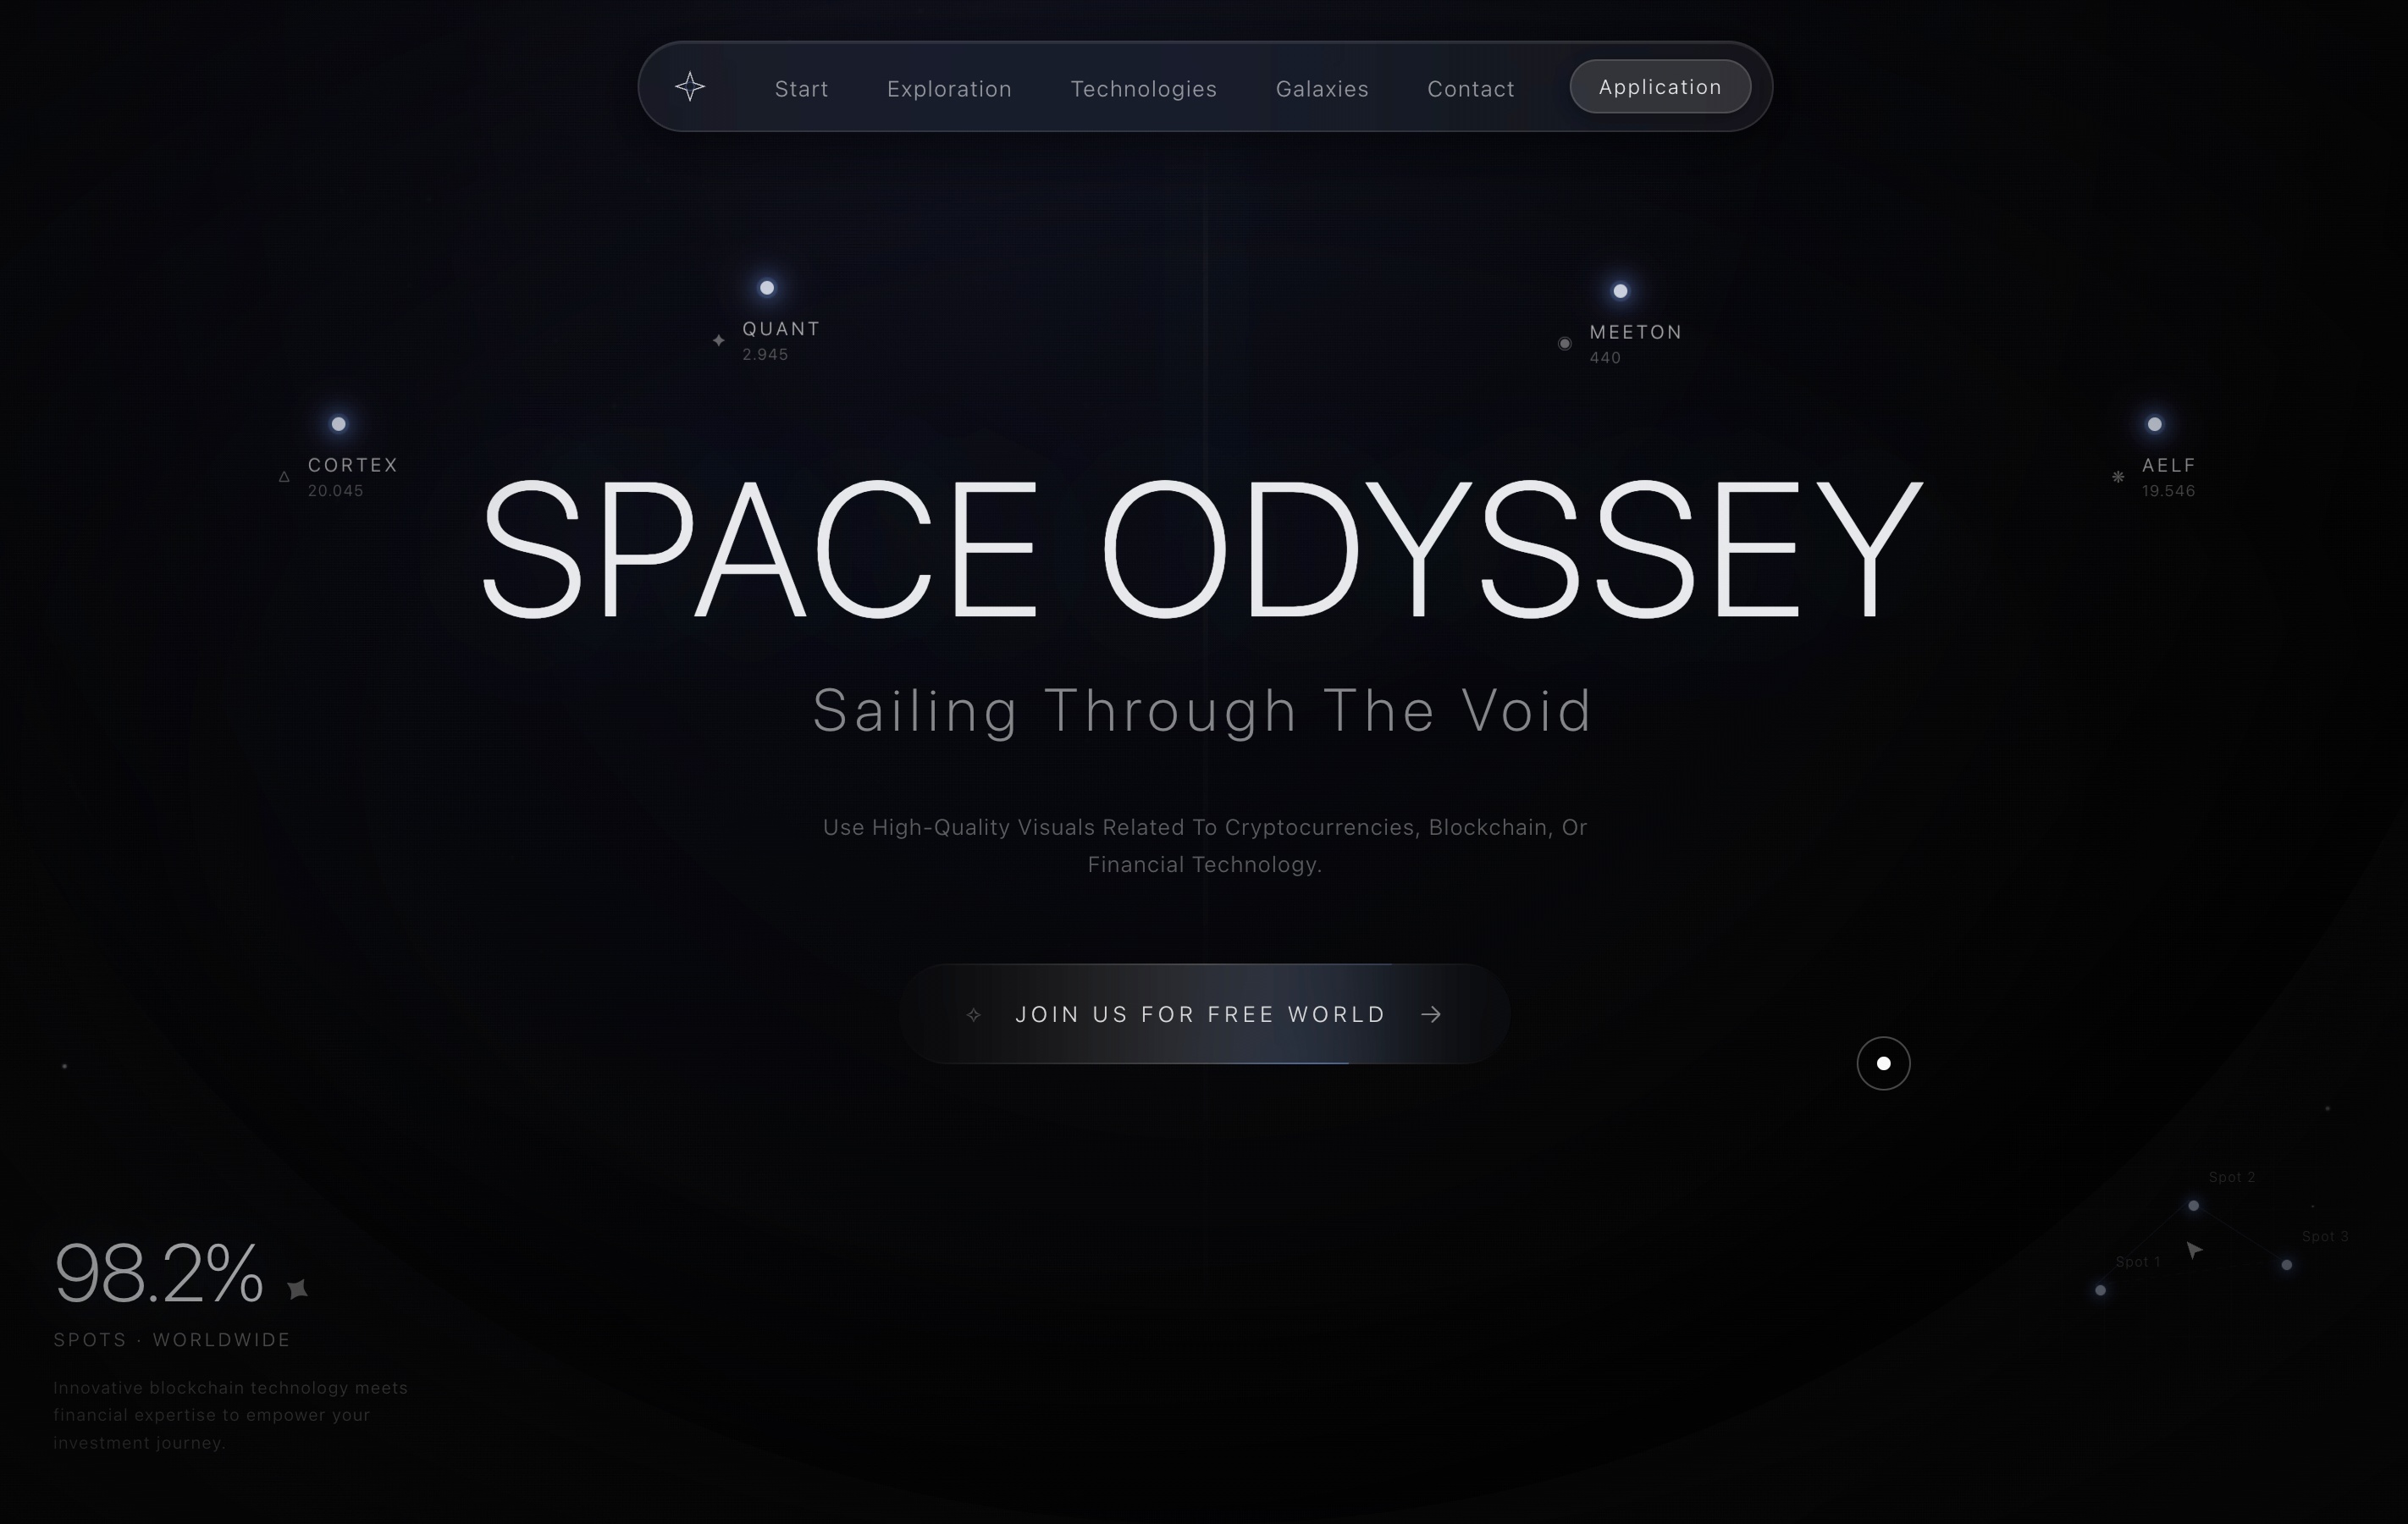 Start
Exploration
Technologies
Galaxies
Contact
Application
QUANT
2.945
MEETON
440
CORTEX
20.045
AELF
19.546
SPACE ODYSSEY
Sailing Through The Void
Use High-Quality Visuals Related To Cryptocurrencies, Blockchain, Or
Financial Technology.
JOIN US FOR FREE WORLD →
Spot 2
Spot 3
Spot 1
98.2%
SPOTS · WORLDWIDE
Innovative blockchain technology meets
financial expertise to empower your
investment journey.